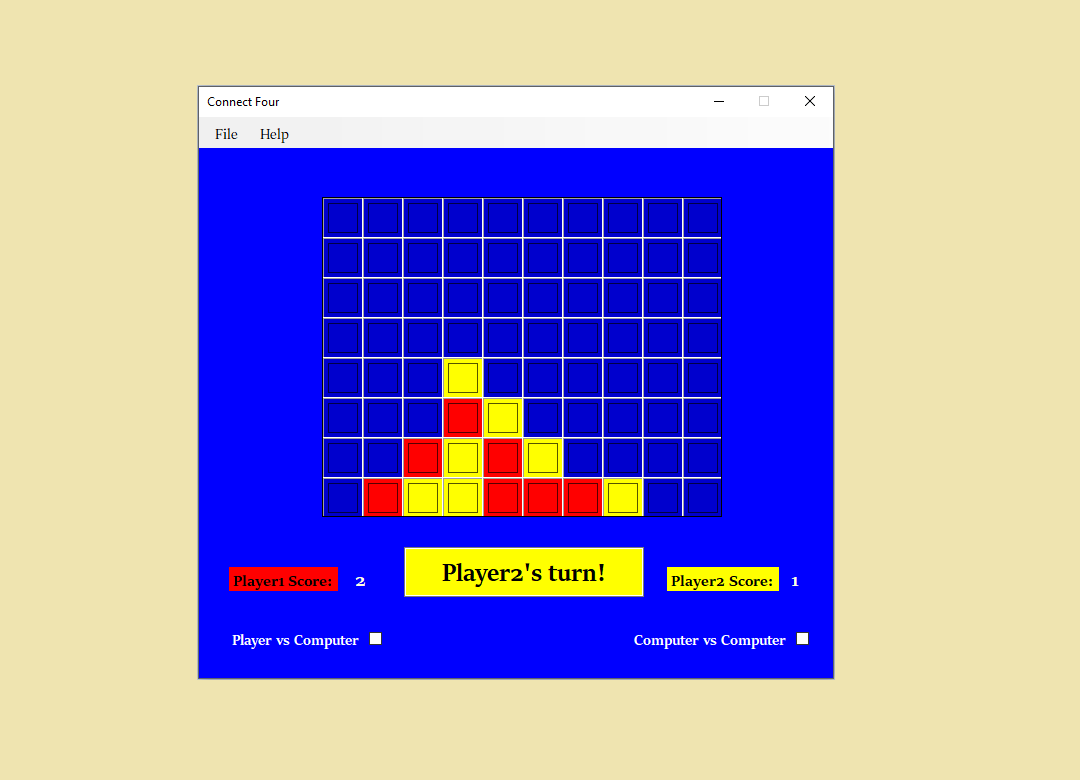 Connect Four
File Help
Player2's turn!
Player1 Score: 2
Player2 Score: 1
Player vs Computer
Computer vs Computer